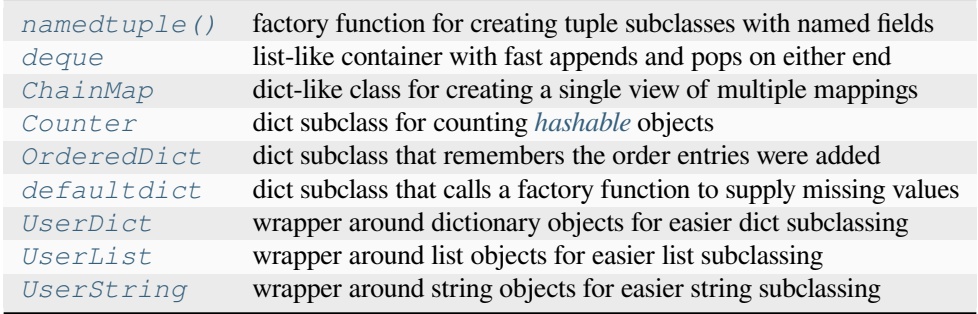 namedtuple() factory function for creating tuple subclasses with named fields
deque list-like container with fast appends and pops on either end
ChainMap dict-like class for creating a single view of multiple mappings
Counter dict subclass for counting hashable objects
OrderedDict dict subclass that remembers the order entries were added
defaultdict dict subclass that calls a factory function to supply missing values
UserDict wrapper around dictionary objects for easier dict subclassing
UserList wrapper around list objects for easier list subclassing
UserString wrapper around string objects for easier string subclassing